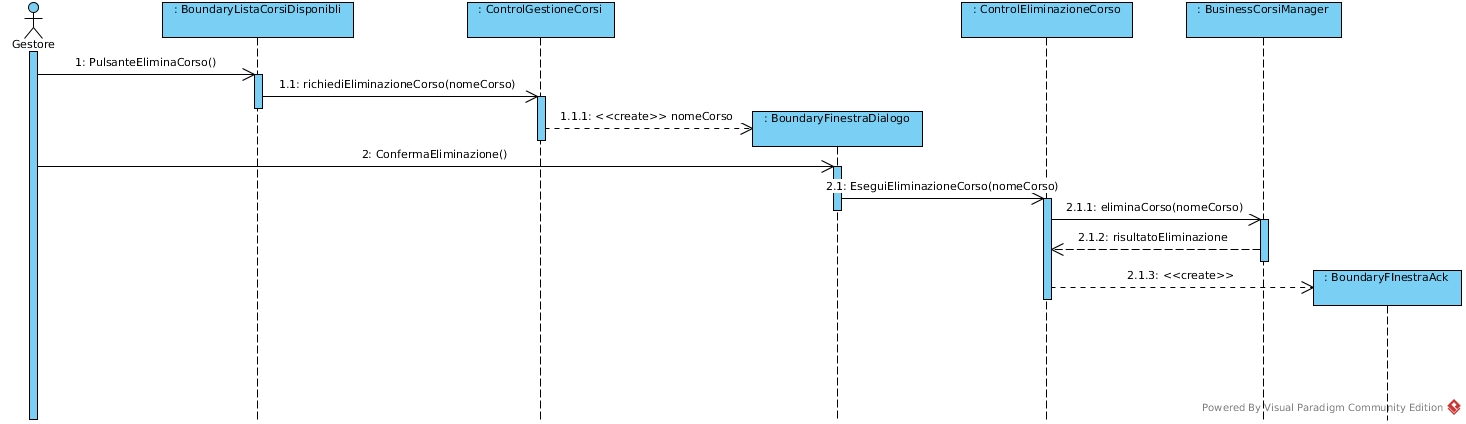 : BoundaryListaCorsiDisponibli
: ControlGestioneCorsi
: ControlEliminazioneCorso
: BusinessCorsiManager
Gestore
1: PulsanteEliminaCorso()
1.1: richiediEliminazioneCorso(nomeCorso)
1.1.1: <<create>> nomeCorso
: BoundaryFinestraDialogo
2: ConfermaEliminazione()
2.1: EseguiEliminazioneCorso(nomeCorso)
2.1.1: eliminaCorso(nomeCorso)
2.1.2: risultatoEliminazione
2.1.3: <<create>>
: BoundaryFInestraAck
Powered By Visual Paradigm Community Edition